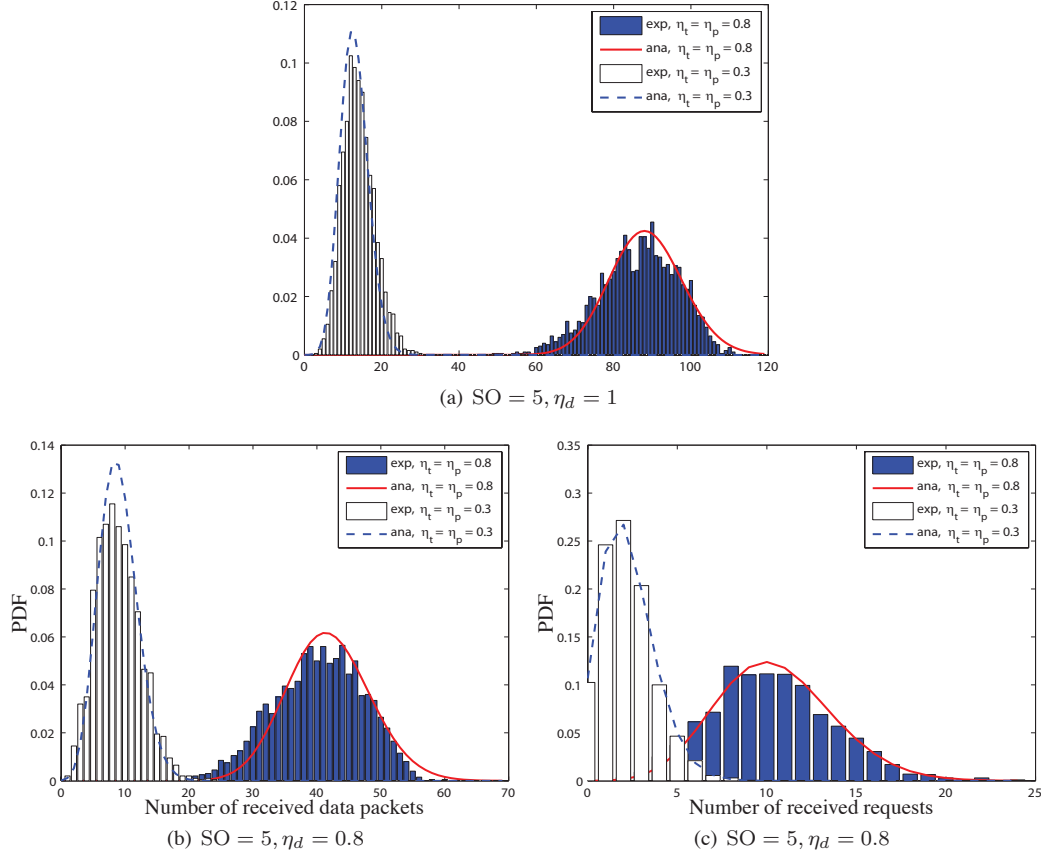 0.12
0.1
0.08
0.06
0.04
0.02
0
0 20 40 60 80 100 120
exp, η_t = η_p = 0.8
ana, η_t = η_p = 0.8
exp, η_t = η_p = 0.3
ana, η_t = η_p = 0.3
(a) SO = 5, η_d = 1
0.14
0.12
0.1
0.08
0.06
0.04
0.02
0
PDF
0 10 20 30 40 50 60 70
Number of received data packets
exp, η_t = η_p = 0.8
ana, η_t = η_p = 0.8
exp, η_t = η_p = 0.3
ana, η_t = η_p = 0.3
(b) SO = 5, η_d = 0.8
0.35
0.3
0.25
0.2
0.15
0.1
0.05
0
PDF
0 5 10 15 20 25
Number of received requests
exp, η_t = η_p = 0.8
ana, η_t = η_p = 0.8
exp, η_t = η_p = 0.3
ana, η_t = η_p = 0.3
(c) SO = 5, η_d = 0.8